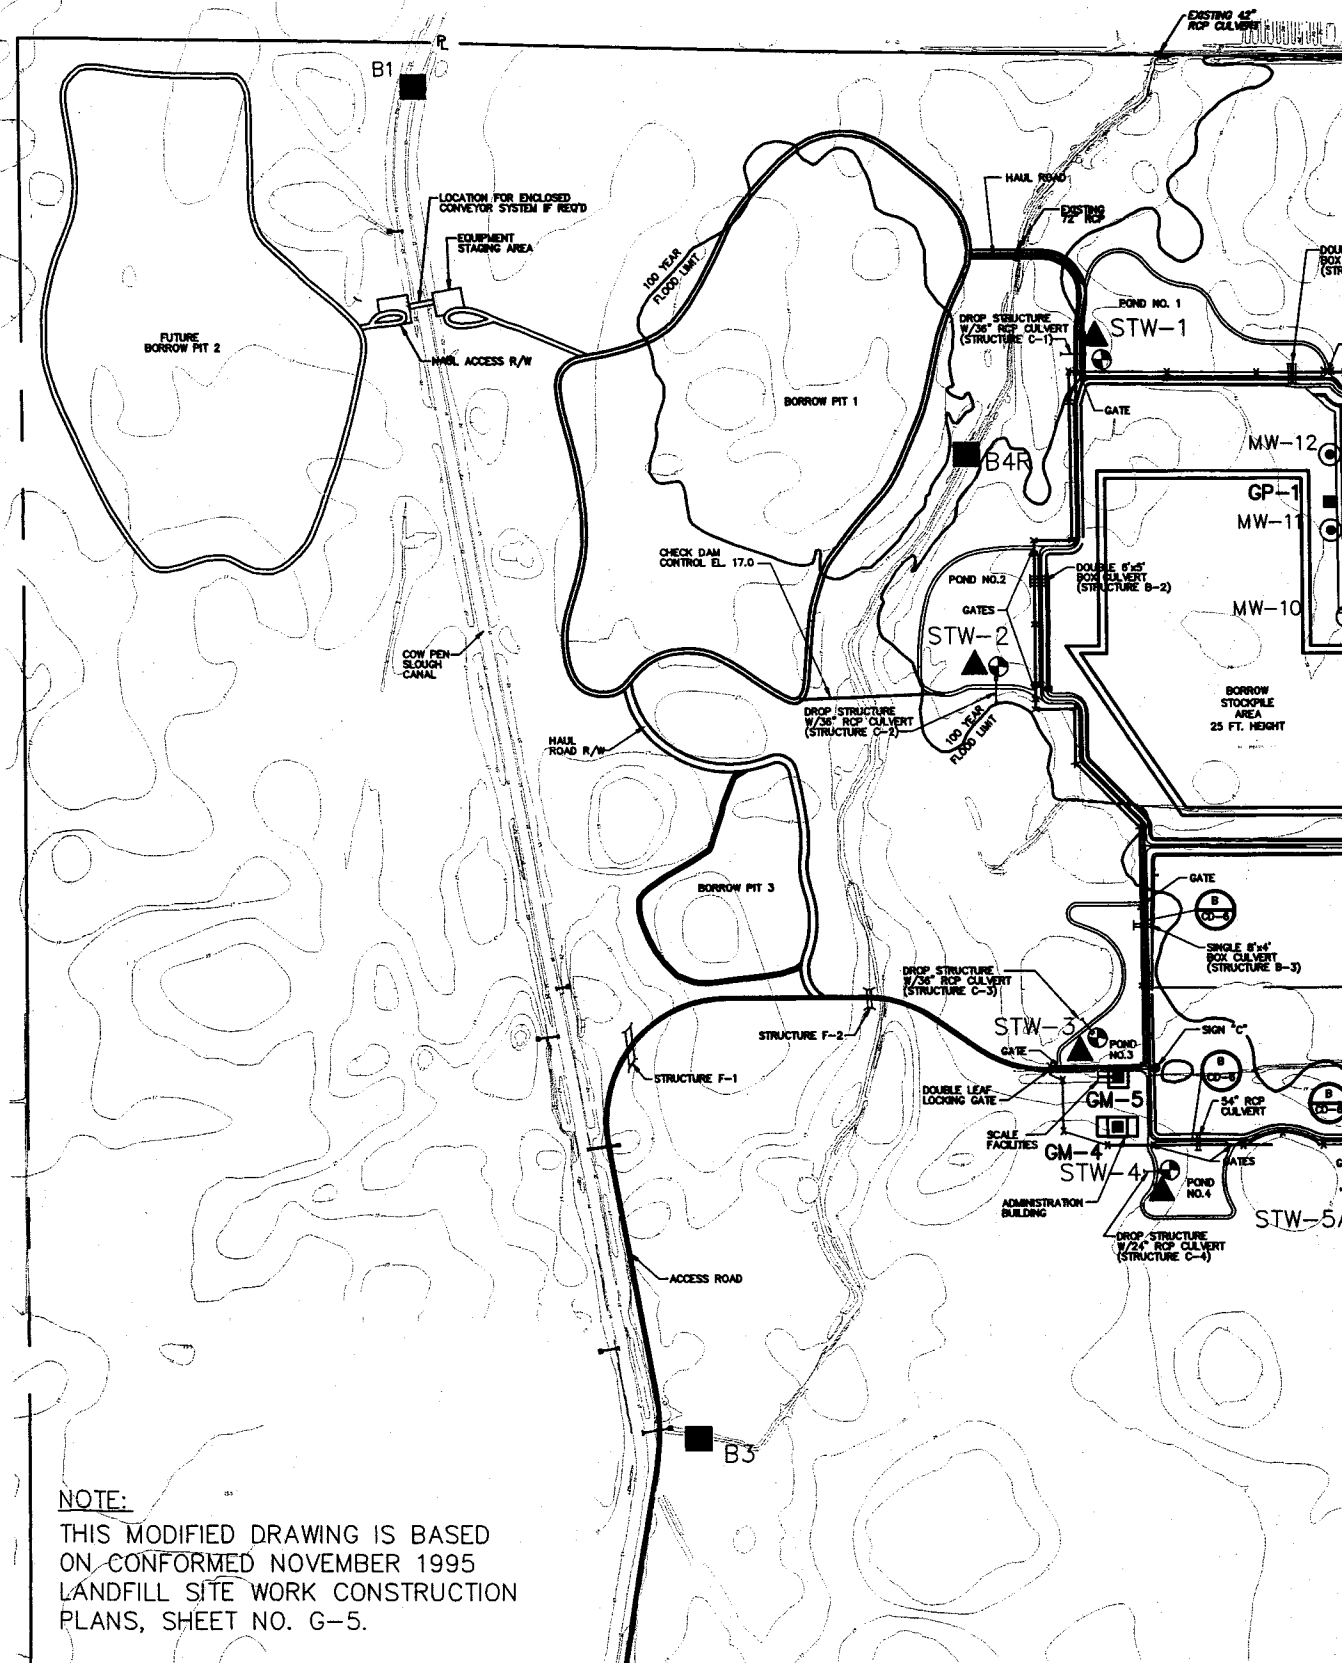 EXISTING 42"
RCP CULVERT
B1
LOCATION FOR ENCLOSED
CONVEYOR SYSTEM IF REQ'D
EQUIPMENT
STAGING AREA
HAUL ROAD
EXISTING
72" RCP
100 YEAR
FLOOD LIMIT
POND NO. 1
STW-1
DROP STRUCTURE
W/36" RCP CULVERT
(STRUCTURE C-1)
FUTURE
BORROW PIT 2
HAUL ACCESS R/W
BORROW PIT 1
GATE
MW-12
B4R
GP-1
MW-11
CHECK DAM
CONTROL EL. 17.0
POND NO.2
DOUBLE 6'x5'
BOX CULVERT
(STRUCTURE B-2)
GATES
MW-10
STW-2
COW PEN
SLOUGH
CANAL
BORROW
STOCKPILE
AREA
25 FT. HEIGHT
DROP STRUCTURE
W/36" RCP CULVERT
(STRUCTURE C-2)
100 YEAR
FLOOD LIMIT
HAUL
ROAD R/W
BORROW PIT 3
GATE
B
CD-6
SINGLE 8'x4'
BOX CULVERT
(STRUCTURE B-3)
DROP STRUCTURE
W/36" RCP CULVERT
(STRUCTURE C-3)
STW-3
SIGN "C"
STRUCTURE F-2
POND
NO.3
GATE
B
CD-6
STRUCTURE F-1
DOUBLE LEAF
LOCKING GATE
GM-5
54" RCP
CULVERT
B
SCALE
FACILITIES
GM-4
STW-4
GATES
POND
NO.4
ADMINISTRATION
BUILDING
STW-5A
DROP STRUCTURE
W/24" RCP CULVERT
(STRUCTURE C-4)
ACCESS ROAD
B3
NOTE:
THIS MODIFIED DRAWING IS BASED
ON CONFORMED NOVEMBER 1995
LANDFILL SITE WORK CONSTRUCTION
PLANS, SHEET NO. G-5.